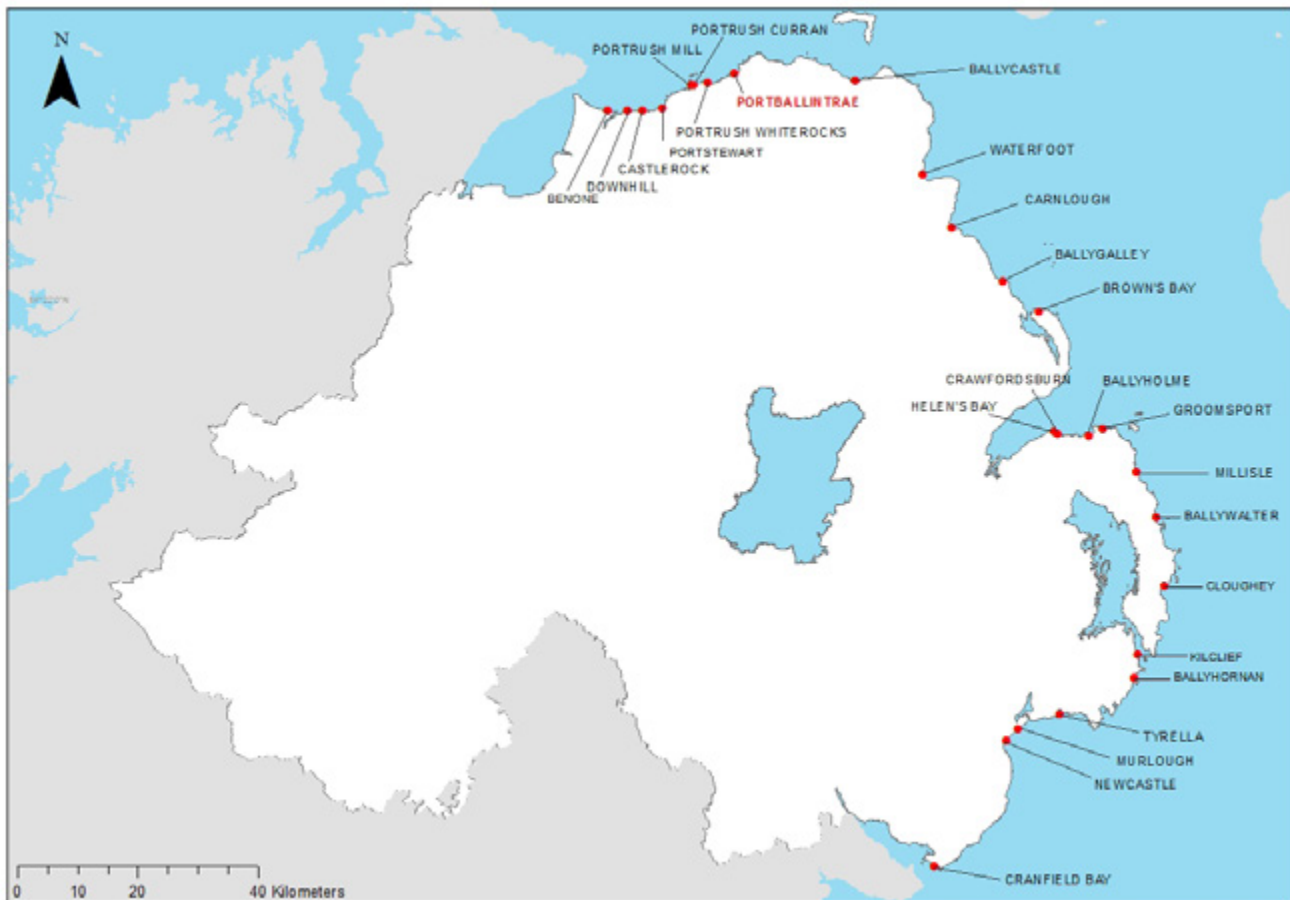 N
PORTRUSH CURRAN
PORTRUSH MILL
BALLYCASTLE
PORTBALLINTRAE
PORTRUSH WHITEROCKS
PORTSTEWART
CASTLEROCK
DOWNHILL
BENONE
WATERFOOT
CARNLOUGH
BALLYGALLEY
BROWN'S BAY
CRAWFORDSBURN
BALLYHOLME
HELEN'S BAY
GROOMSPORT
MILLISLE
BALLYWALTER
CLOUGHEY
KILCLIEF
BALLYHORNAN
TYRELLA
MURLOUGH
NEWCASTLE
CRANFIELD BAY
0 10 20 40 Kilometers